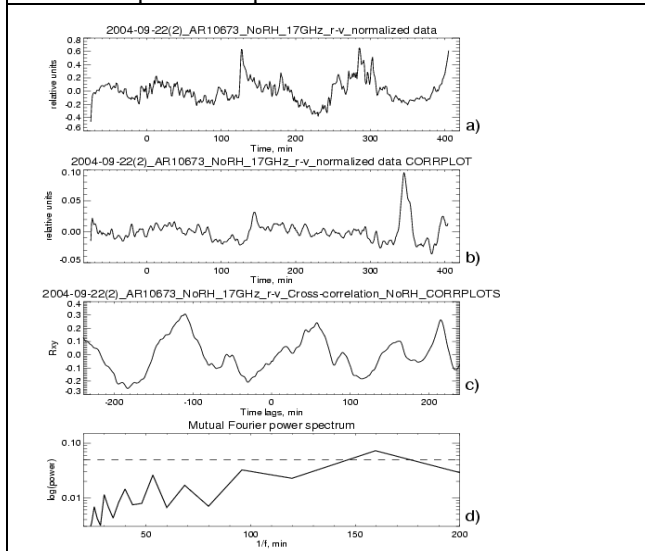 2004-09-22(2)_AR10673_NoRH_17GHz_r-v_normalized data
relative units
0.8
0.6
0.4
0.2
0.0
-0.2
-0.4
-0.6
0 100 200 300 400
Time, min
a)
2004-09-22(2)_AR10673_NoRH_17GHz_r-v_normalized data CORRPLOT
relative units
0.10
0.05
0.00
-0.05
0 100 200 300 400
Time, min
b)
2004-09-22(2)_AR10673_NoRH_17GHz_r-v_Cross-correlation_NoRH_CORRPLOTS
Rxy
0.4
0.3
0.2
0.1
0.0
-0.1
-0.2
-0.3
-200 -100 0 100 200
Time lags, min
c)
Mutual Fourier power spectrum
log(power)
0.10
0.01
50 100 150 200
1/f, min
d)